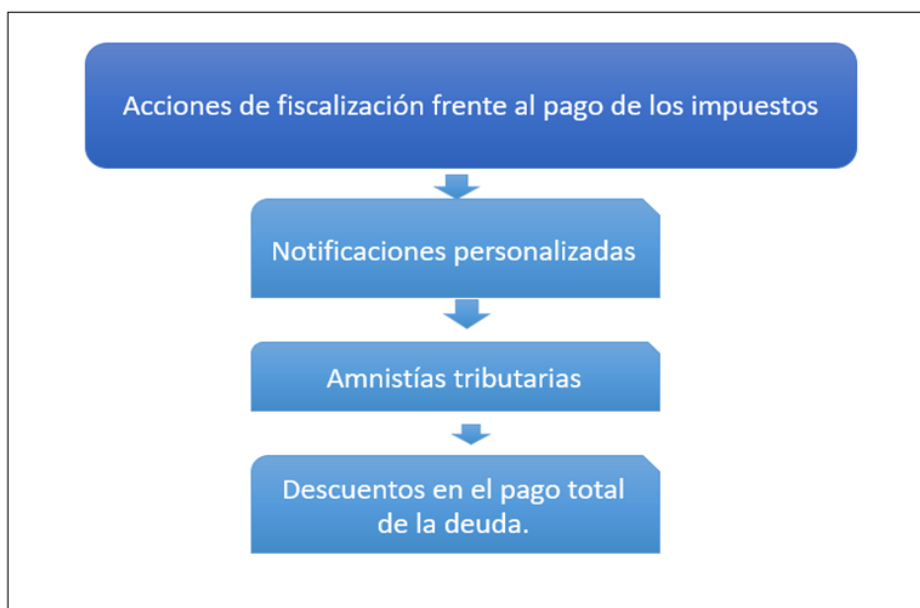 Acciones de fiscalización frente al pago de los impuestos
Notificaciones personalizadas
Amnistías tributarias
Descuentos en el pago total
de la deuda.